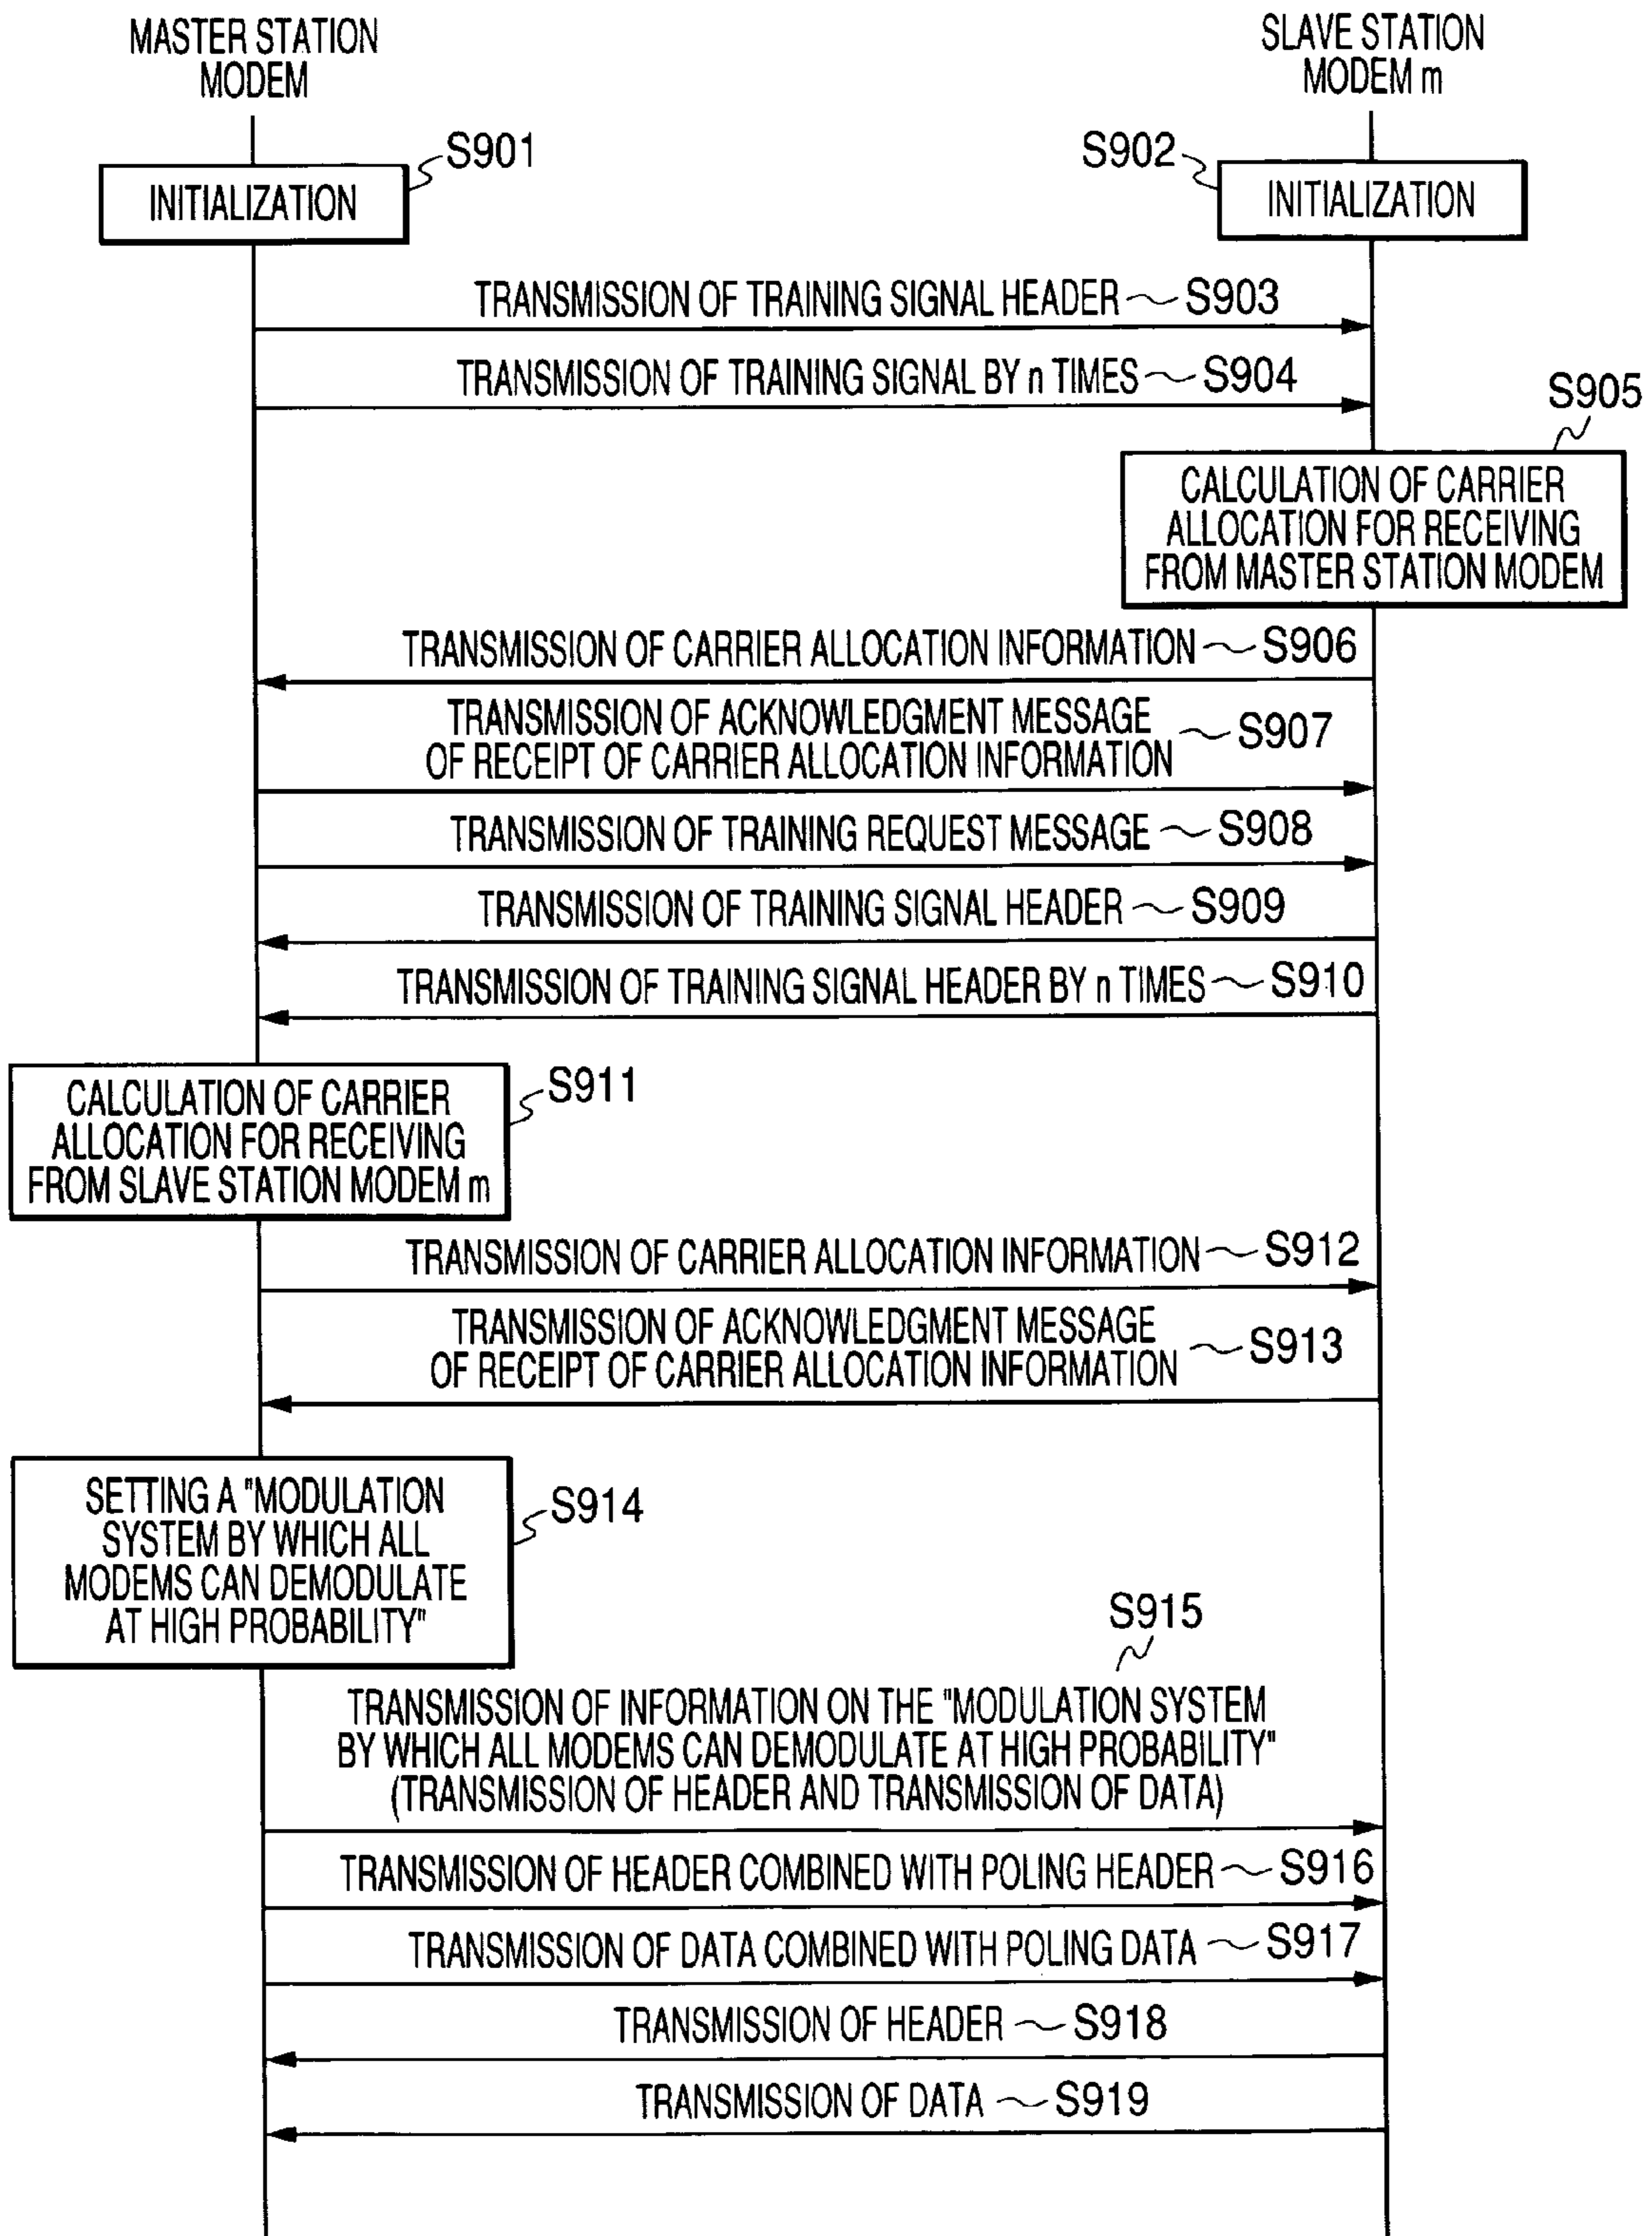 MASTER STATION
MODEM
SLAVE STATION
MODEM m
S901
INITIALIZATION
S902
INITIALIZATION
TRANSMISSION OF TRAINING SIGNAL HEADER S903
TRANSMISSION OF TRAINING SIGNAL BY n TIMES S904
S905
CALCULATION OF CARRIER
ALLOCATION FOR RECEIVING
FROM MASTER STATION MODEM
TRANSMISSION OF CARRIER ALLOCATION INFORMATION S906
TRANSMISSION OF ACKNOWLEDGMENT MESSAGE
OF RECEIPT OF CARRIER ALLOCATION INFORMATION
S907
TRANSMISSION OF TRAINING REQUEST MESSAGE S908
TRANSMISSION OF TRAINING SIGNAL HEADER S909
TRANSMISSION OF TRAINING SIGNAL HEADER BY n TIMES S910
CALCULATION OF CARRIER
ALLOCATION FOR RECEIVING
FROM SLAVE STATION MODEM m
S911
TRANSMISSION OF CARRIER ALLOCATION INFORMATION S912
TRANSMISSION OF ACKNOWLEDGMENT MESSAGE
OF RECEIPT OF CARRIER ALLOCATION INFORMATION
S913
SETTING A "MODULATION
SYSTEM BY WHICH ALL
MODEMS CAN DEMODULATE
AT HIGH PROBABILITY"
S914
S915
TRANSMISSION OF INFORMATION ON THE "MODULATION SYSTEM
BY WHICH ALL MODEMS CAN DEMODULATE AT HIGH PROBABILITY"
(TRANSMISSION OF HEADER AND TRANSMISSION OF DATA)
TRANSMISSION OF HEADER COMBINED WITH POLING HEADER S916
TRANSMISSION OF DATA COMBINED WITH POLING DATA S917
TRANSMISSION OF HEADER S918
TRANSMISSION OF DATA S919